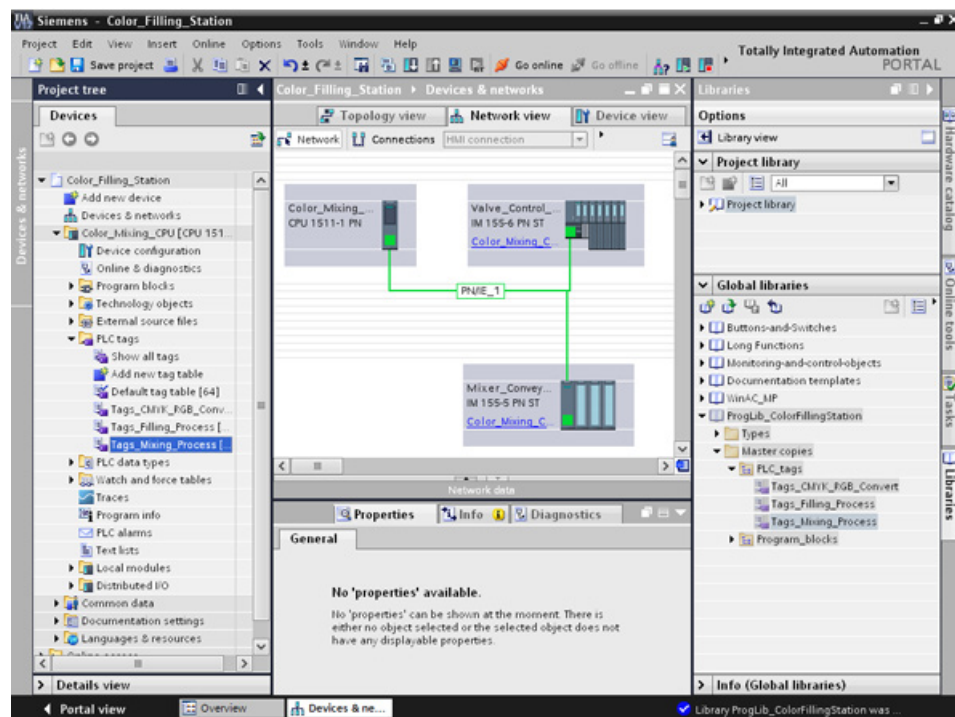 Siemens - Color_Filling_Station
Project Edit View Insert Online Options Tools Window Help
Totally Integrated Automation
PORTAL
Save project Go online Go offline
Project tree
Devices
Color_Filling_Station
Add new device
Devices & networks
Color_Mixing_CPU [CPU 151...
Device configuration
Online & diagnostics
Program blocks
Technology objects
External source files
PLC tags
Show all tags
Add new tag table
Default tag table [64]
Tags_CMYK_RGB_Conv...
Tags_Filling_Process [...
Tags_Mixing_Process [...
PLC data types
Watch and force tables
Traces
Program info
PLC alarms
Text lists
Local modules
Distributed I/O
Common data
Documentation settings
Languages & resources
Details view
Devices & networks
Color_Filling_Station Devices & networks
Topology view Network view Device view
Network Connections HMI connection
Color_Mixing_...
CPU 1511-1 PN
Valve_Control_...
IM 155-6 PN ST
Color_Mixing_C...
PN/IE_1
Mixer_Convey...
IM 155-5 PN ST
Color_Mixing_C...
Network data
Properties Info Diagnostics
General
No 'properties' available.
No 'properties' can be shown at the moment. There is
either no object selected or the selected object does not
have any displayable properties.
Libraries
Options
Library view
Project library
All
Project library
Global libraries
Buttons-and-Switches
Long Functions
Monitoring-and-control-objects
Documentation templates
WinAC_MP
ProgLib_ColorFillingStation
Types
Master copies
PLC_tags
Tags_CMYK_RGB_Convert
Tags_Filling_Process
Tags_Mixing_Process
Program_blocks
Info (Global libraries)
Hardware catalog
Online tools
Tasks
Libraries
Portal view Overview Devices & ne...
Library ProgLib_ColorFillingStation was ...